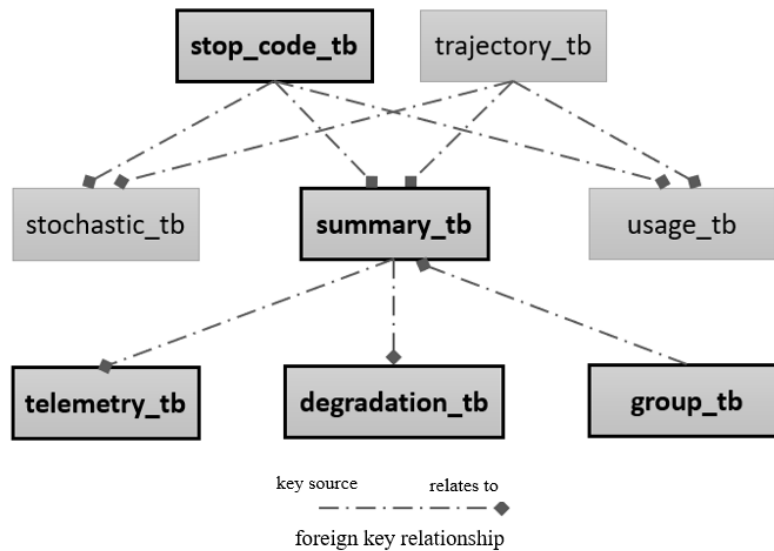 stop_code_tb
trajectory_tb
stochastic_tb
summary_tb
usage_tb
telemetry_tb
degradation_tb
group_tb
key source
relates to
foreign key relationship